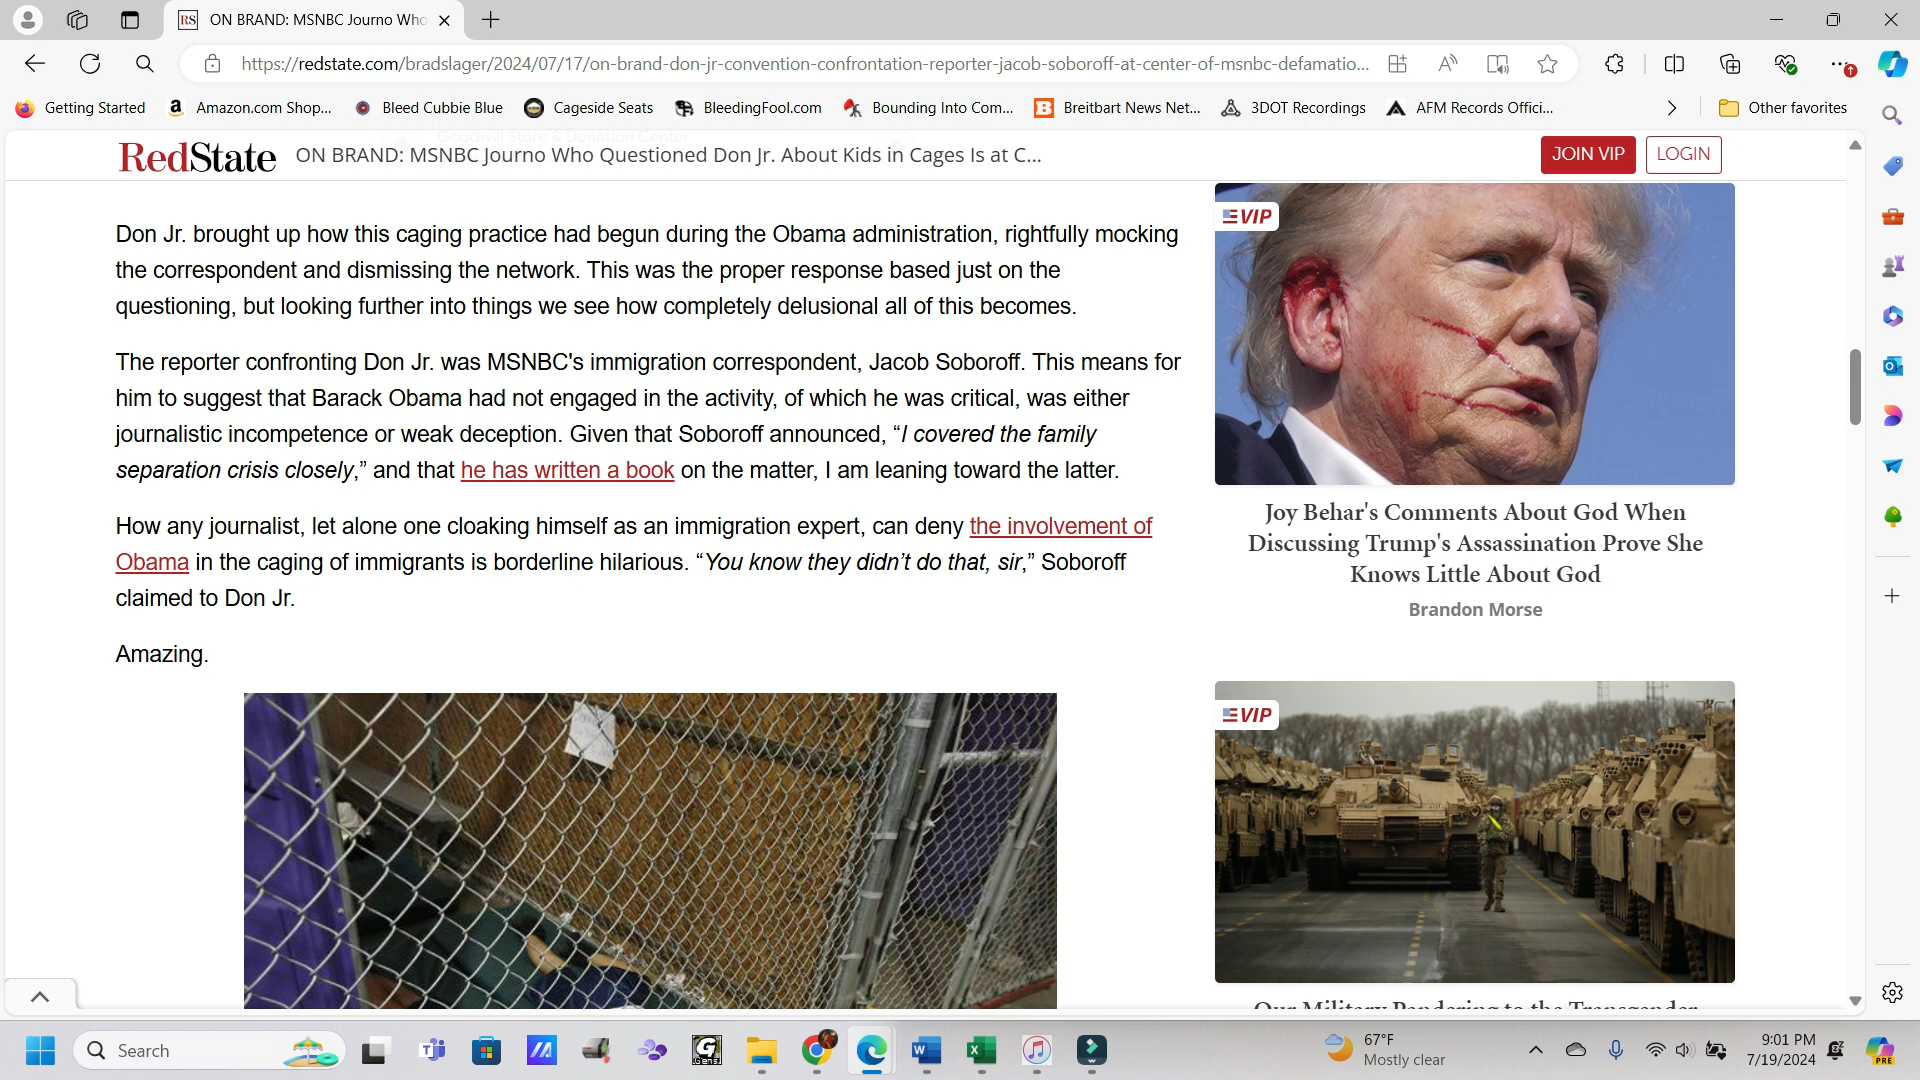 RS ON BRAND: MSNBC Journo Who
https://redstate.com/bradslager/2024/07/17/on-brand-don-jr-convention-confrontation-reporter-jacob-soboroff-at-center-of-msnbc-defamatio...
Getting Started Amazon.com Shop... Bleed Cubbie Blue Cageside Seats BleedingFool.com Bounding Into Com... Breitbart News Net... 3DOT Recordings AFM Records Offici... Other favorites
Goodwill Store & Donation Center
RedState ON BRAND: MSNBC Journo Who Questioned Don Jr. About Kids in Cages Is at C... JOIN VIP LOGIN
Don Jr. brought up how this caging practice had begun during the Obama administration, rightfully mocking
the correspondent and dismissing the network. This was the proper response based just on the
questioning, but looking further into things we see how completely delusional all of this becomes.
The reporter confronting Don Jr. was MSNBC's immigration correspondent, Jacob Soboroff. This means for
him to suggest that Barack Obama had not engaged in the activity, of which he was critical, was either
journalistic incompetence or weak deception. Given that Soboroff announced, “I covered the family
separation crisis closely,” and that he has written a book on the matter, I am leaning toward the latter.
How any journalist, let alone one cloaking himself as an immigration expert, can deny the involvement of
Obama in the caging of immigrants is borderline hilarious. “You know they didn’t do that, sir,” Soboroff
claimed to Don Jr.
Amazing.
VIP
Joy Behar's Comments About God When
Discussing Trump's Assassination Prove She
Knows Little About God
Brandon Morse
VIP
Our Military Pandering to the Transgender
Search
67°F
Mostly clear
9:01 PM
7/19/2024
PRE